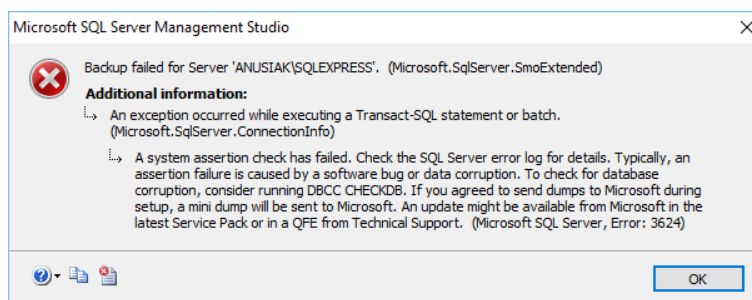 Microsoft SQL Server Management Studio
Backup failed for Server 'ANUSIAK\SQLEXPRESS'. (Microsoft.SqlServer.SmoExtended)
Additional information:
An exception occurred while executing a Transact-SQL statement or batch.
(Microsoft.SqlServer.ConnectionInfo)
A system assertion check has failed. Check the SQL Server error log for details. Typically, an
assertion failure is caused by a software bug or data corruption. To check for database
corruption, consider running DBCC CHECKDB. If you agreed to send dumps to Microsoft during
setup, a mini dump will be sent to Microsoft. An update might be available from Microsoft in the
latest Service Pack or in a QFE from Technical Support. (Microsoft SQL Server, Error: 3624)
OK